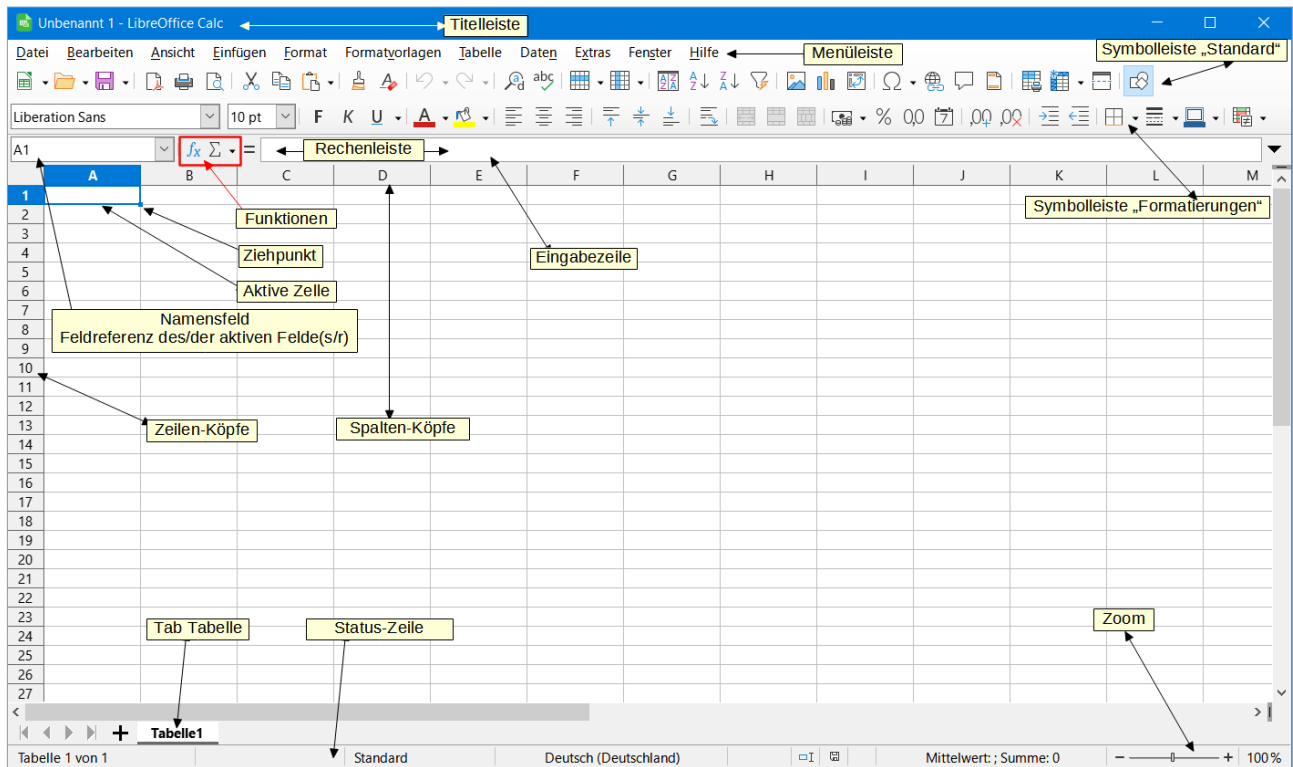 Unbenannt 1 - LibreOffice Calc
Titelleiste
Datei Bearbeiten Ansicht Einfügen Format Formatvorlagen Tabelle Daten Extras Fenster Hilfe
Menüleiste
Symbolleiste „Standard“
Liberation Sans 10 pt F K U A % 0,0 7 ,00 ,00
A1 fx Σ =
Rechenleiste
A B C D E F G H I J K L M
1
2
3
4
5
6
7
8
9
10
11
12
13
14
15
16
17
18
19
20
21
22
23
24
25
26
27
Symbolleiste „Formatierungen“
Funktionen
Ziehpunkt
Eingabezeile
Aktive Zelle
Namensfeld
Feldreferenz des/der aktiven Felde(s/r)
Zeilen-Köpfe
Spalten-Köpfe
Tab Tabelle
Status-Zeile
Zoom
Tabelle1
Tabelle 1 von 1 Standard Deutsch (Deutschland) Mittelwert: ; Summe: 0 − + 100%